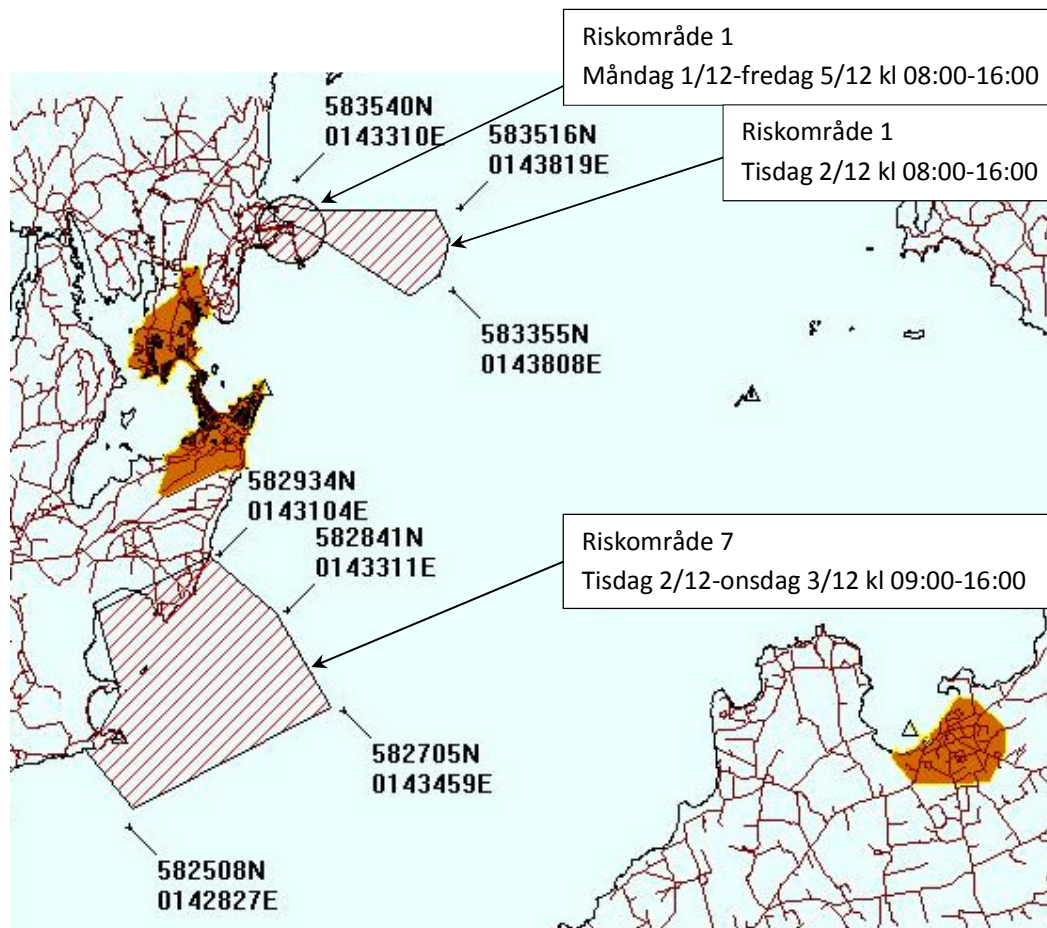 Riskområde 1
Måndag 1/12-fredag 5/12 kl 08:00-16:00
583540N
0143310E
583516N
0143819E
Riskområde 1
Tisdag 2/12 kl 08:00-16:00
583355N
0143808E
582934N
0143104E
582841N
0143311E
Riskområde 7
Tisdag 2/12-onsdag 3/12 kl 09:00-16:00
582705N
0143459E
582508N
0142827E